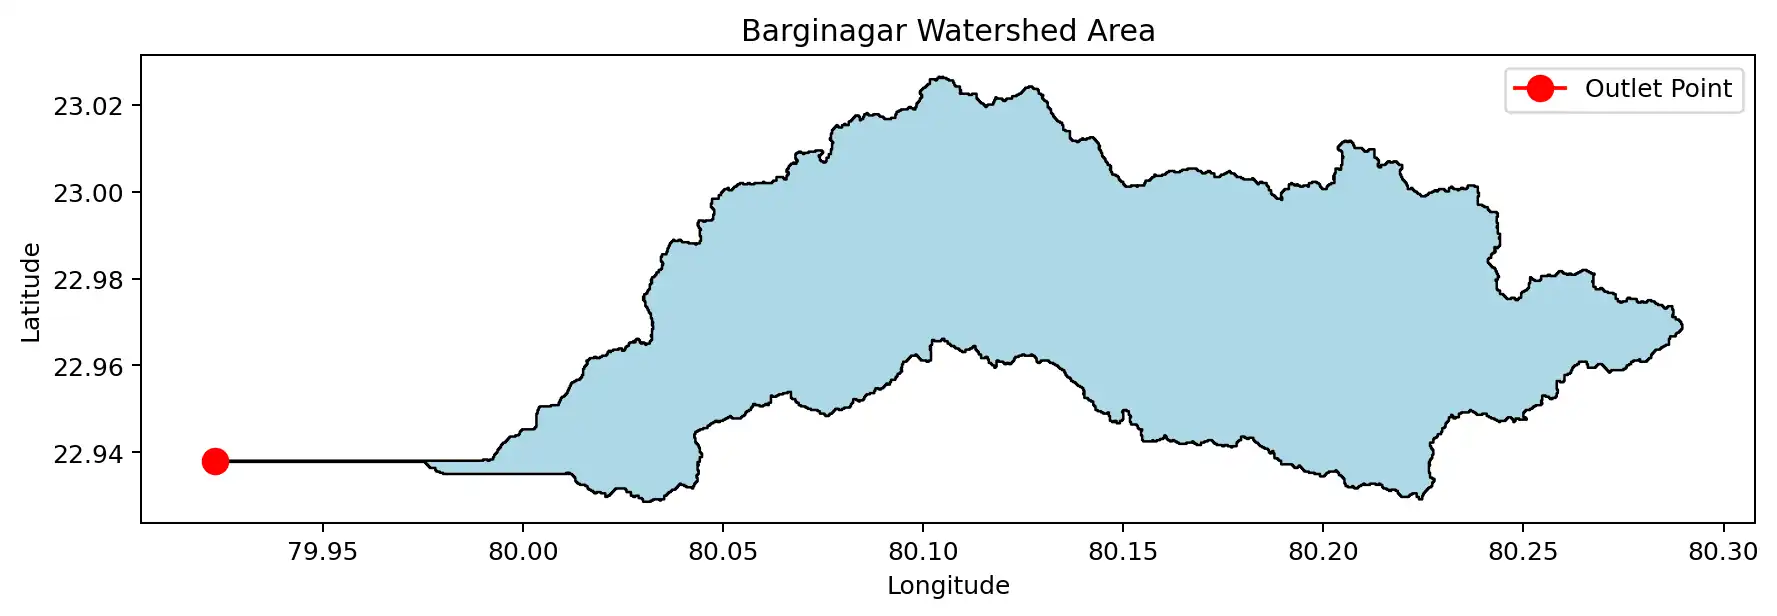 Barginagar Watershed Area
Outlet Point
Latitude
23.02
23.00
22.98
22.96
22.94
79.95 80.00 80.05 80.10 80.15 80.20 80.25 80.30
Longitude